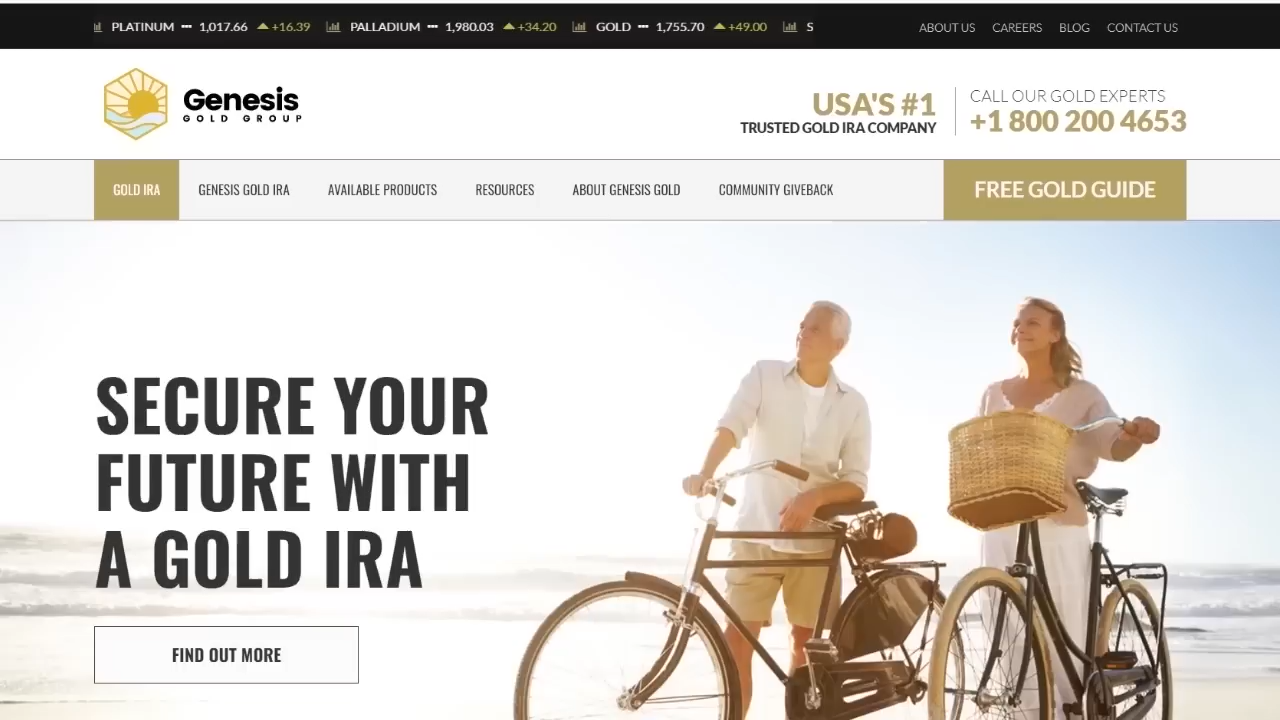 PLATINUM ••• 1,017.66 +16.39 PALLADIUM ••• 1,980.03 +34.20 GOLD ••• 1,755.70 +49.00 S
ABOUT US CAREERS BLOG CONTACT US
Genesis
GOLD GROUP
USA'S #1
TRUSTED GOLD IRA COMPANY
CALL OUR GOLD EXPERTS
+1 800 200 4653
GOLD IRA GENESIS GOLD IRA AVAILABLE PRODUCTS RESOURCES ABOUT GENESIS GOLD COMMUNITY GIVEBACK FREE GOLD GUIDE
SECURE YOUR
FUTURE WITH
A GOLD IRA
FIND OUT MORE